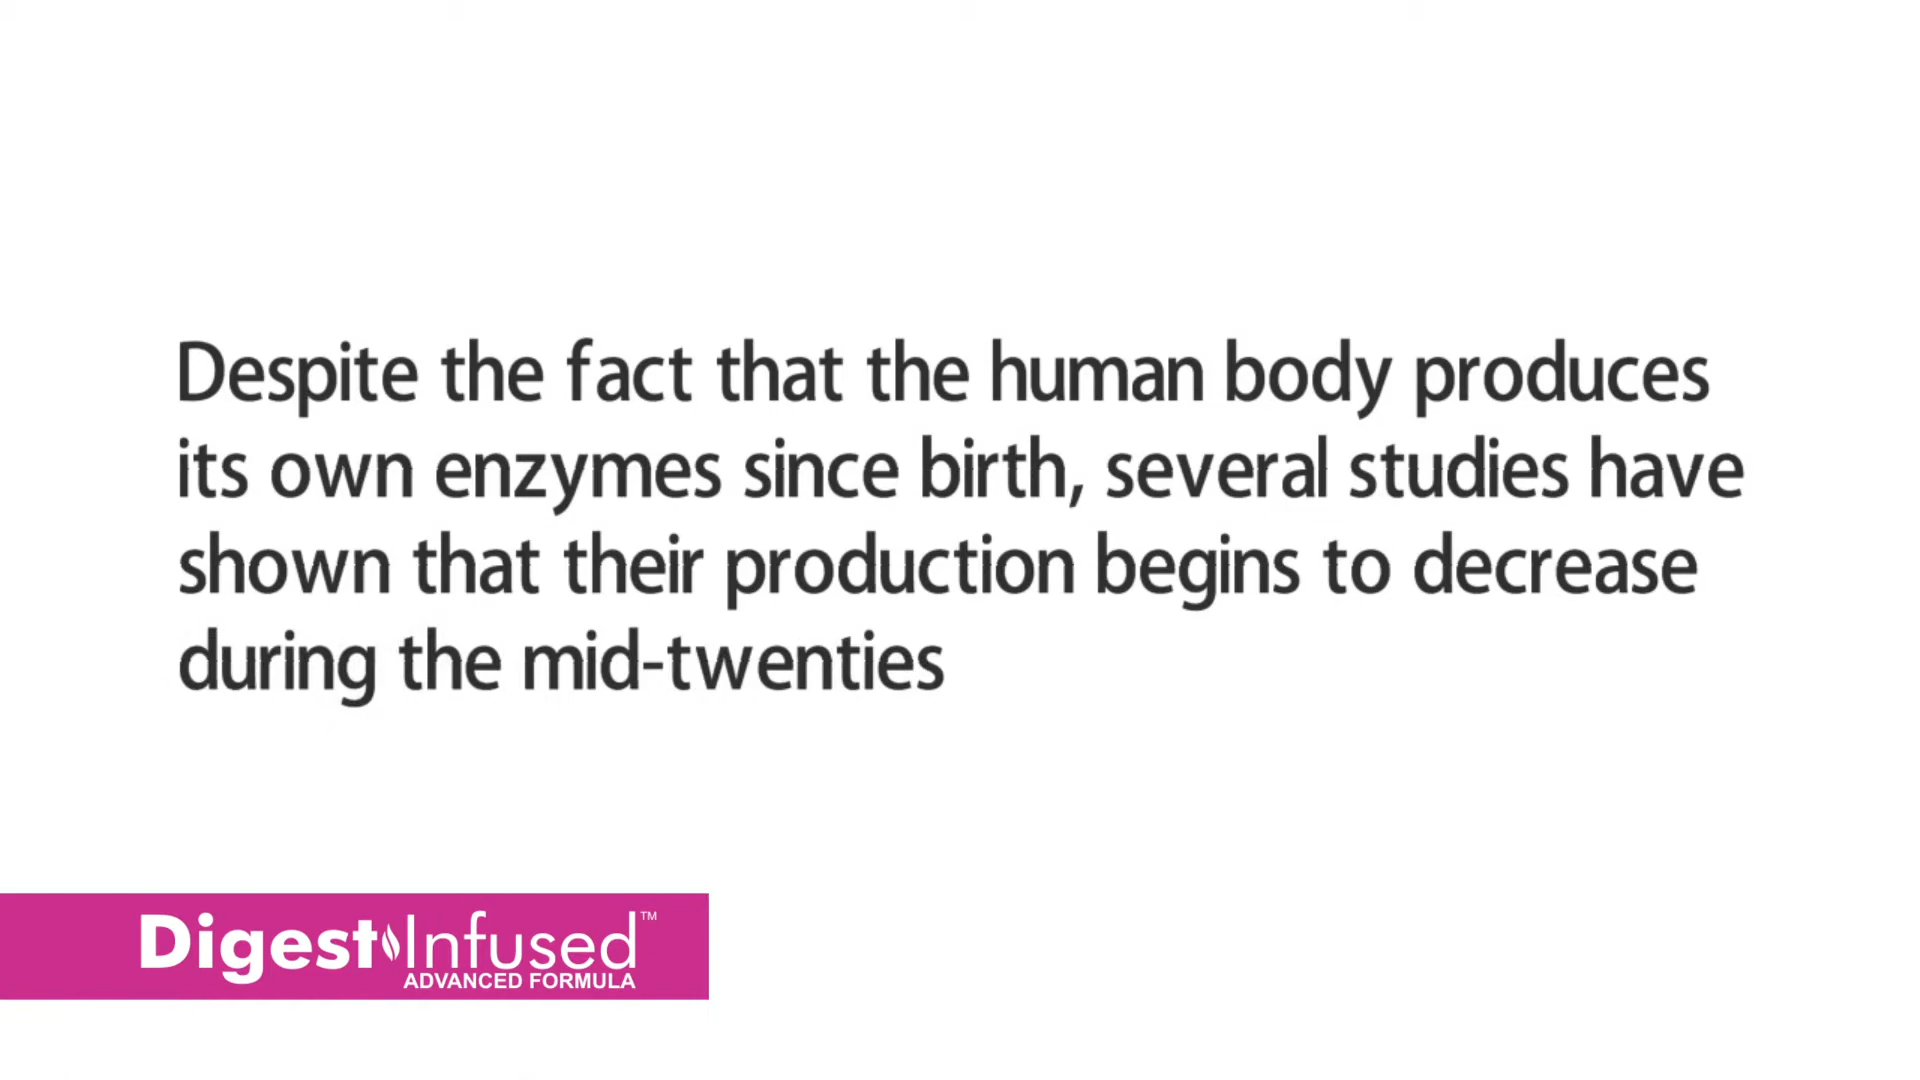 Despite the fact that the human body produces
its own enzymes since birth, several studies have
shown that their production begins to decrease
during the mid-twenties
Digest Infused™
ADVANCED FORMULA